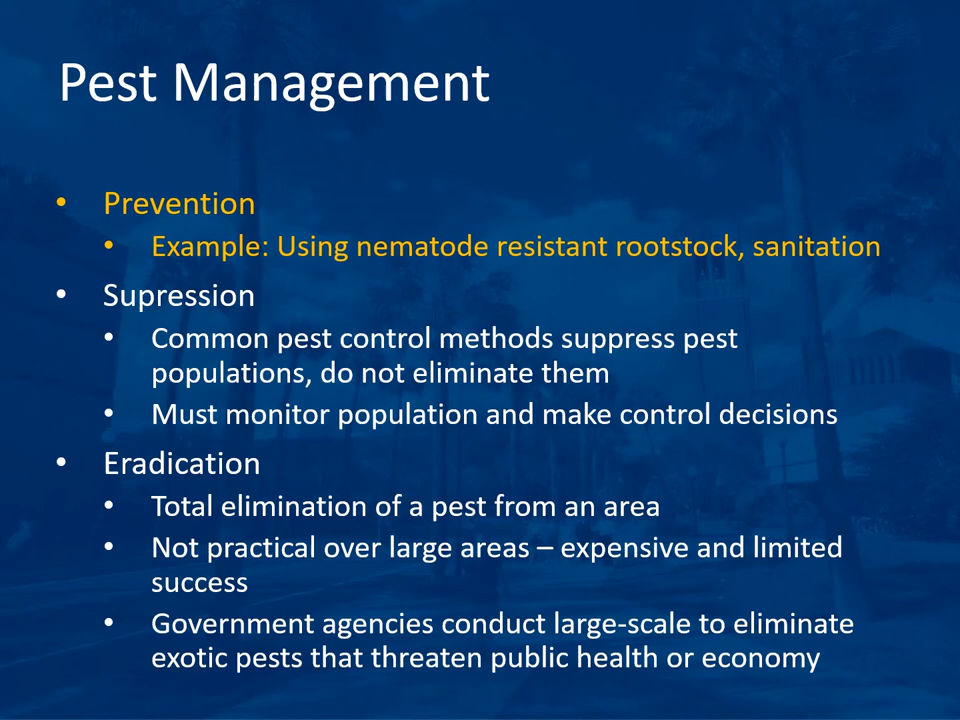 Pest Management
• Prevention
• Example: Using nematode resistant rootstock, sanitation
• Supression
• Common pest control methods suppress pest
populations, do not eliminate them
• Must monitor population and make control decisions
• Eradication
• Total elimination of a pest from an area
• Not practical over large areas – expensive and limited
success
• Government agencies conduct large-scale to eliminate
exotic pests that threaten public health or economy